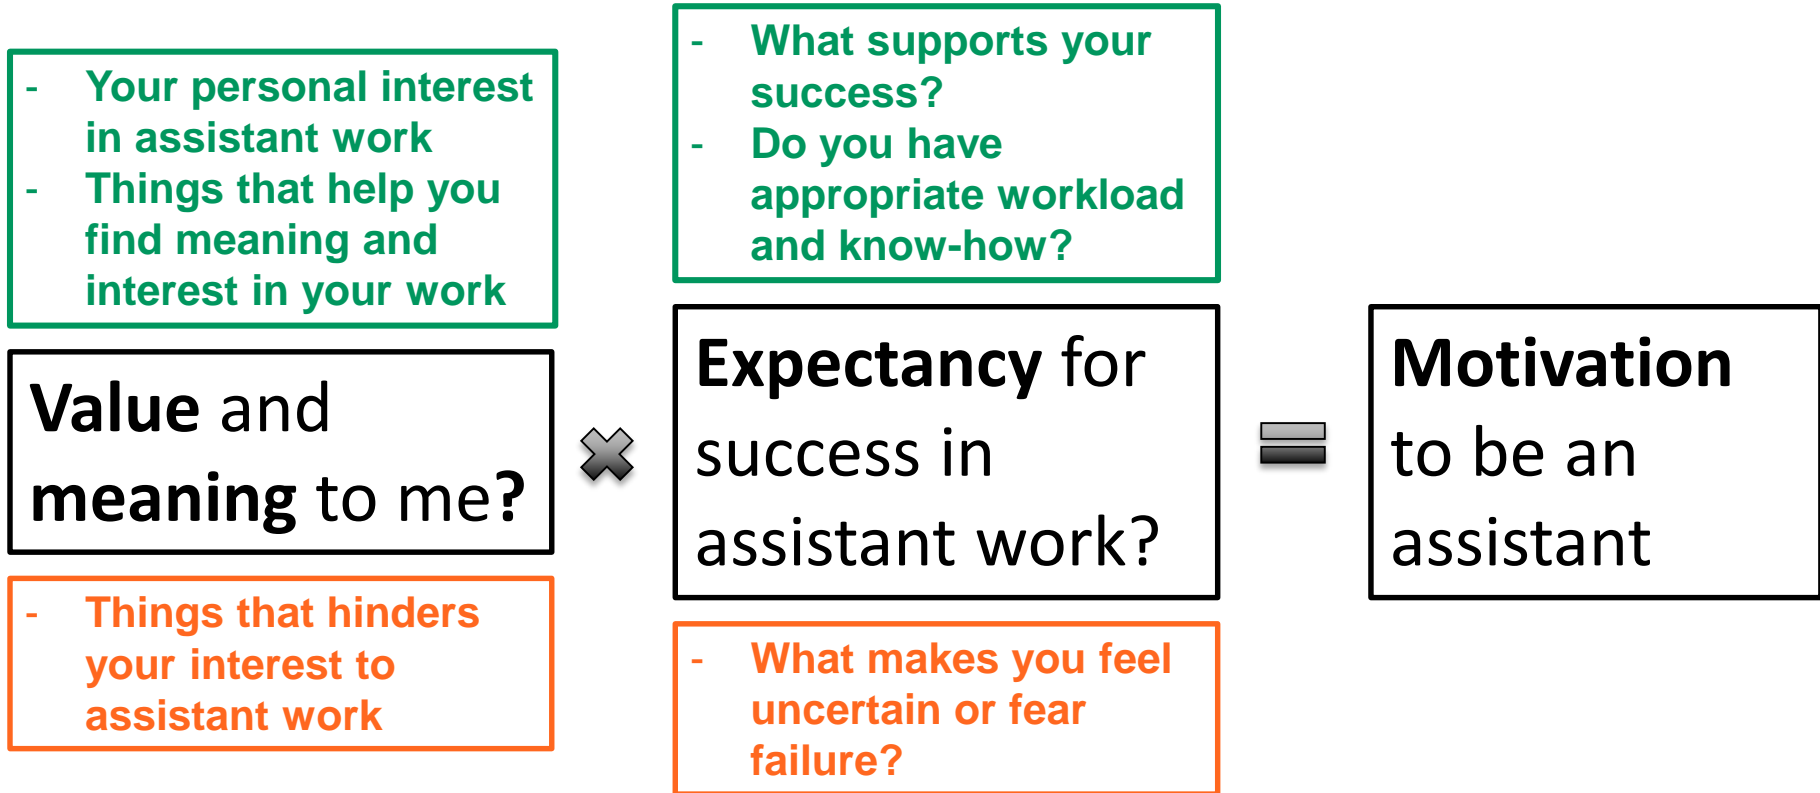 - Your personal interest
in assistant work
- Things that help you
find meaning and
interest in your work
Value and
meaning to me?
- Things that hinders
your interest to
assistant work
- What supports your
success?
- Do you have
appropriate workload
and know-how?
Expectancy for
success in
assistant work?
- What makes you feel
uncertain or fear
failure?
Motivation
to be an
assistant